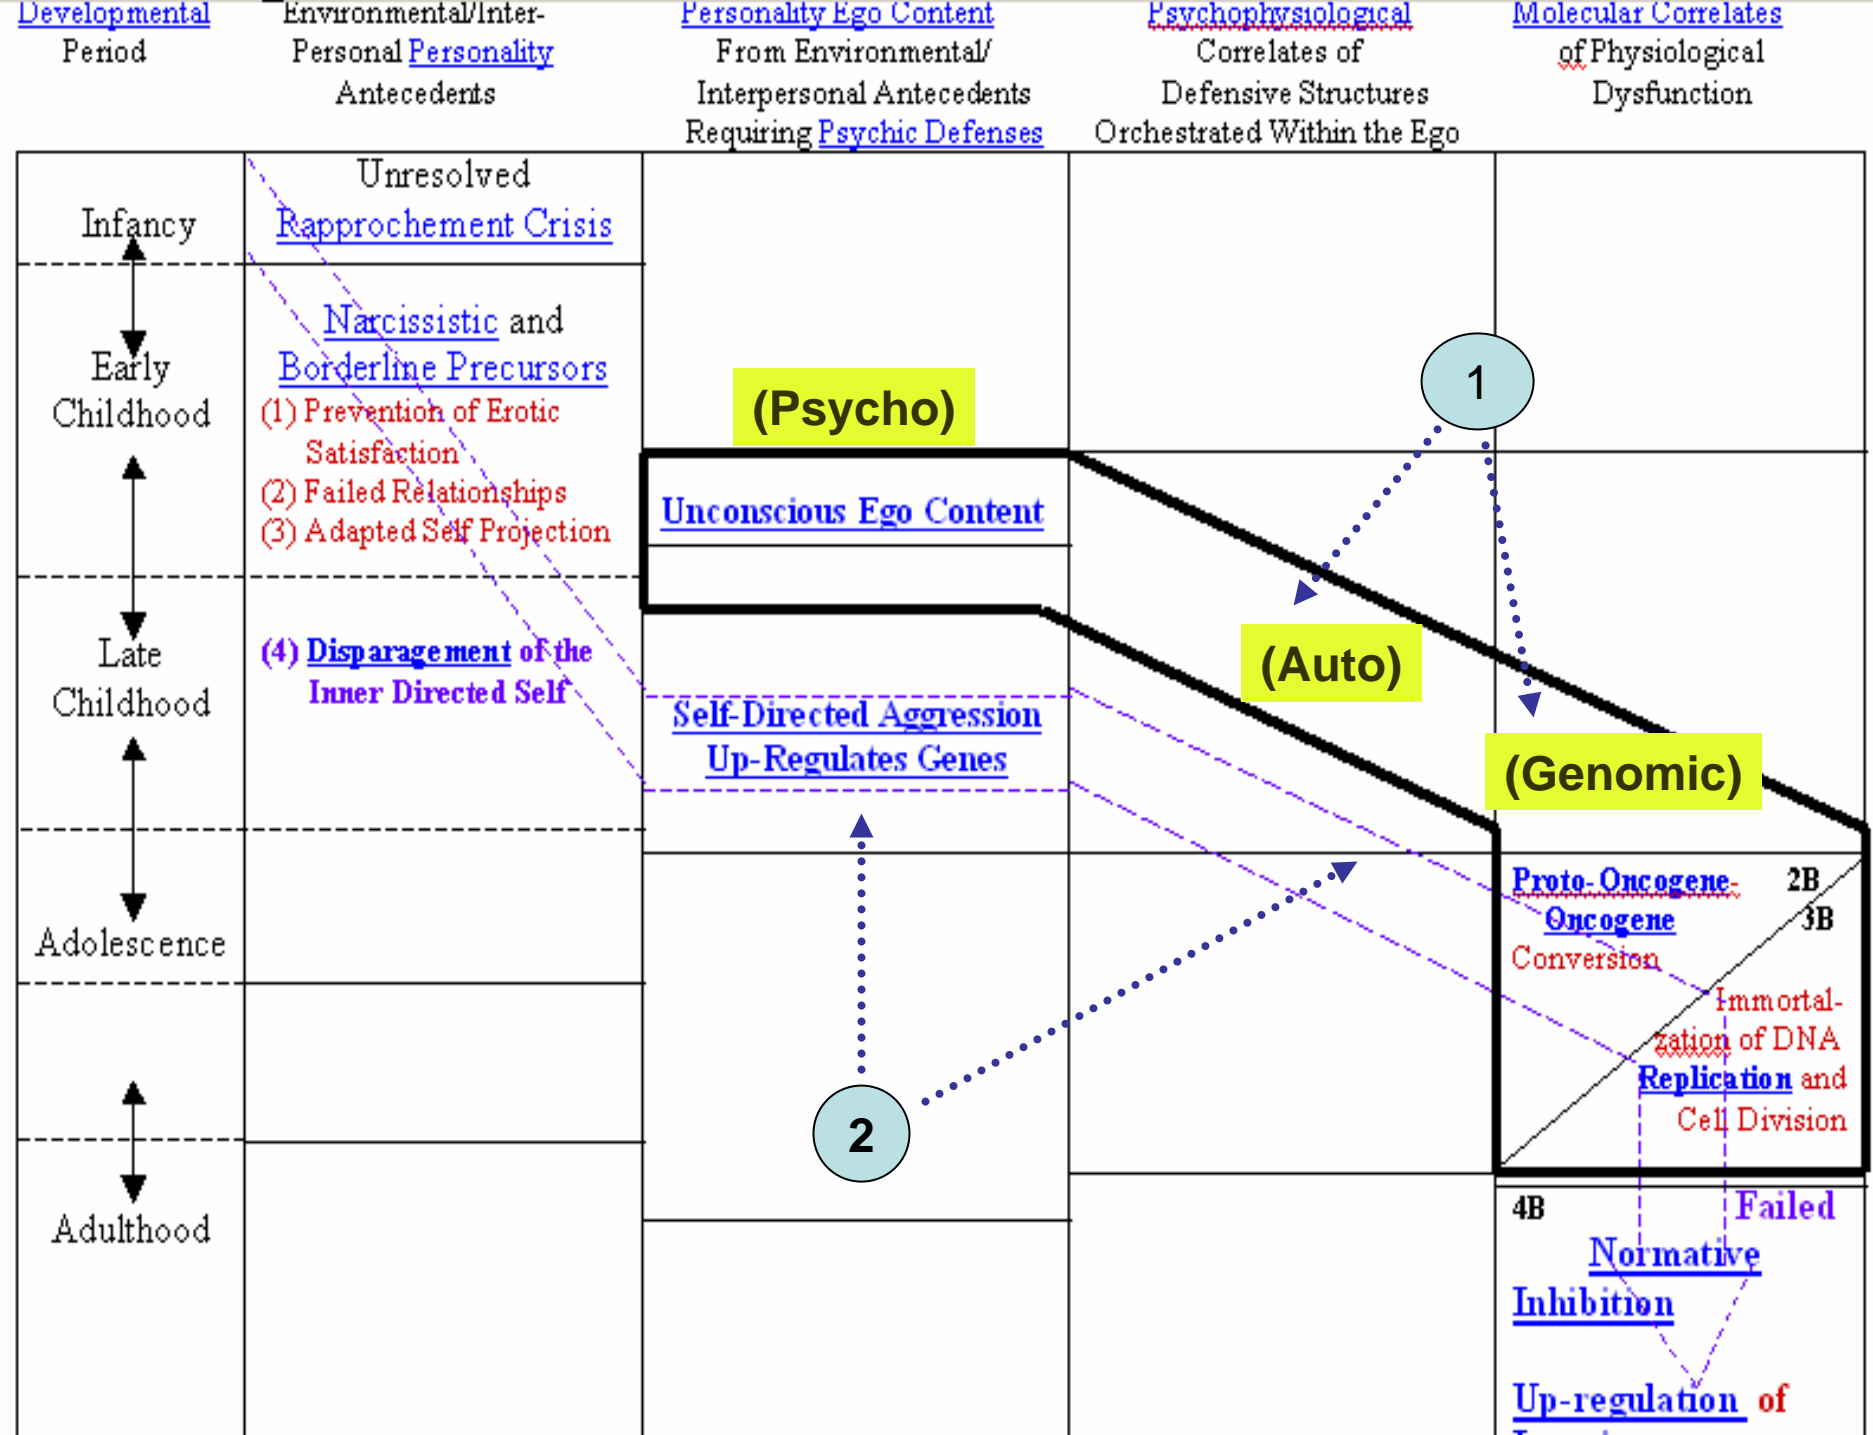 Developmental
Period
Environmental/Inter-
Personal Personality
Antecedents
Personality Ego Content
From Environmental/
Interpersonal Antecedents
Requiring Psychic Defenses
Psychophysiological
Correlates of
Defensive Structures
Orchestrated Within the Ego
Molecular Correlates
of Physiological
Dysfunction
Infancy
Early
Childhood
Late
Childhood
Adolescence
Adulthood
Unresolved
Rapprochement Crisis
Narcissistic and
Borderline Precursors
(1) Prevention of Erotic
Satisfaction
(2) Failed Relationships
(3) Adapted Self Projection
(4) Disparagement of the
Inner Directed Self
(Psycho)
Unconscious Ego Content
Self-Directed Aggression
Up-Regulates Genes
2
1
(Auto)
(Genomic)
Proto-Oncogene-
2B
Oncogene
3B
Conversion
Immortal-
zation of DNA
Replication and
Cell Division
4B
Failed
Normative
Inhibition
Up-regulation of